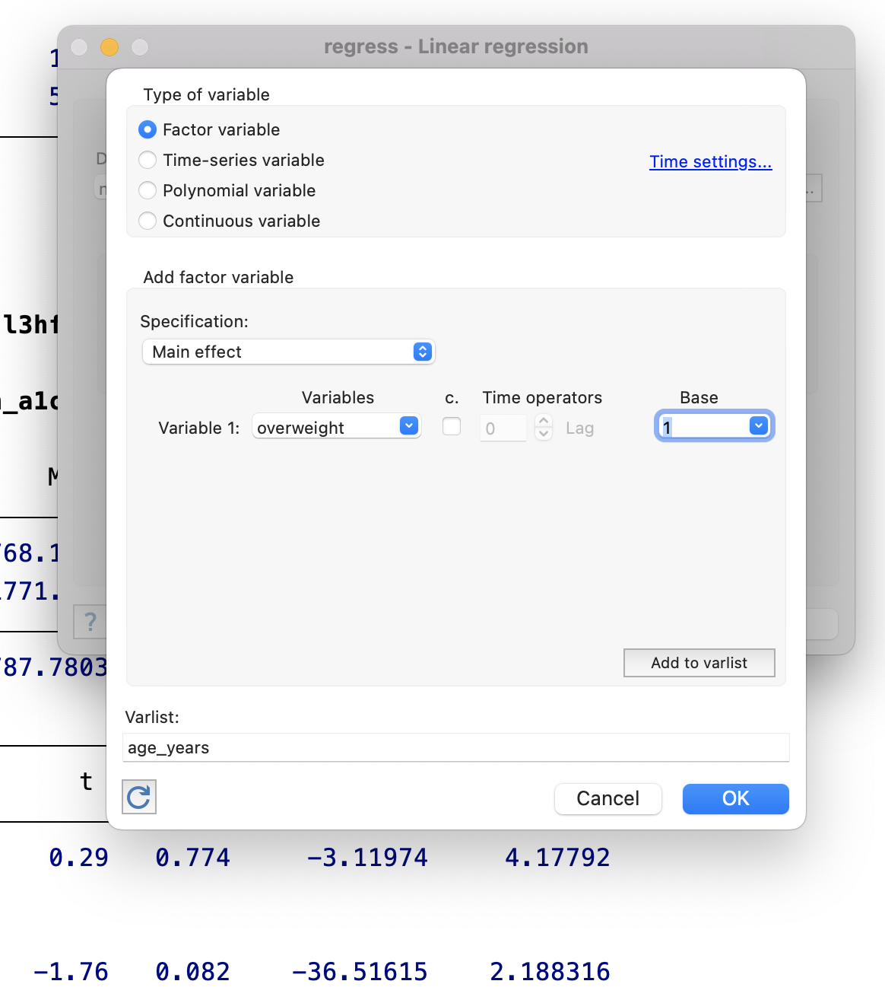 regress - Linear regression
1
5
Type of variable
Factor variable
Time-series variable
Time settings...
Polynomial variable
Continuous variable
D
n
..
Add factor variable
Specification:
Main effect
l3hf
Variables c. Time operators Base
_a1c
Variable 1: overweight 0 Lag 1
M
768.1
1771.
?
787.7803
Add to varlist
Varlist:
age_years
t
Cancel OK
0.29 0.774 -3.11974 4.17792
-1.76 0.082 -36.51615 2.188316